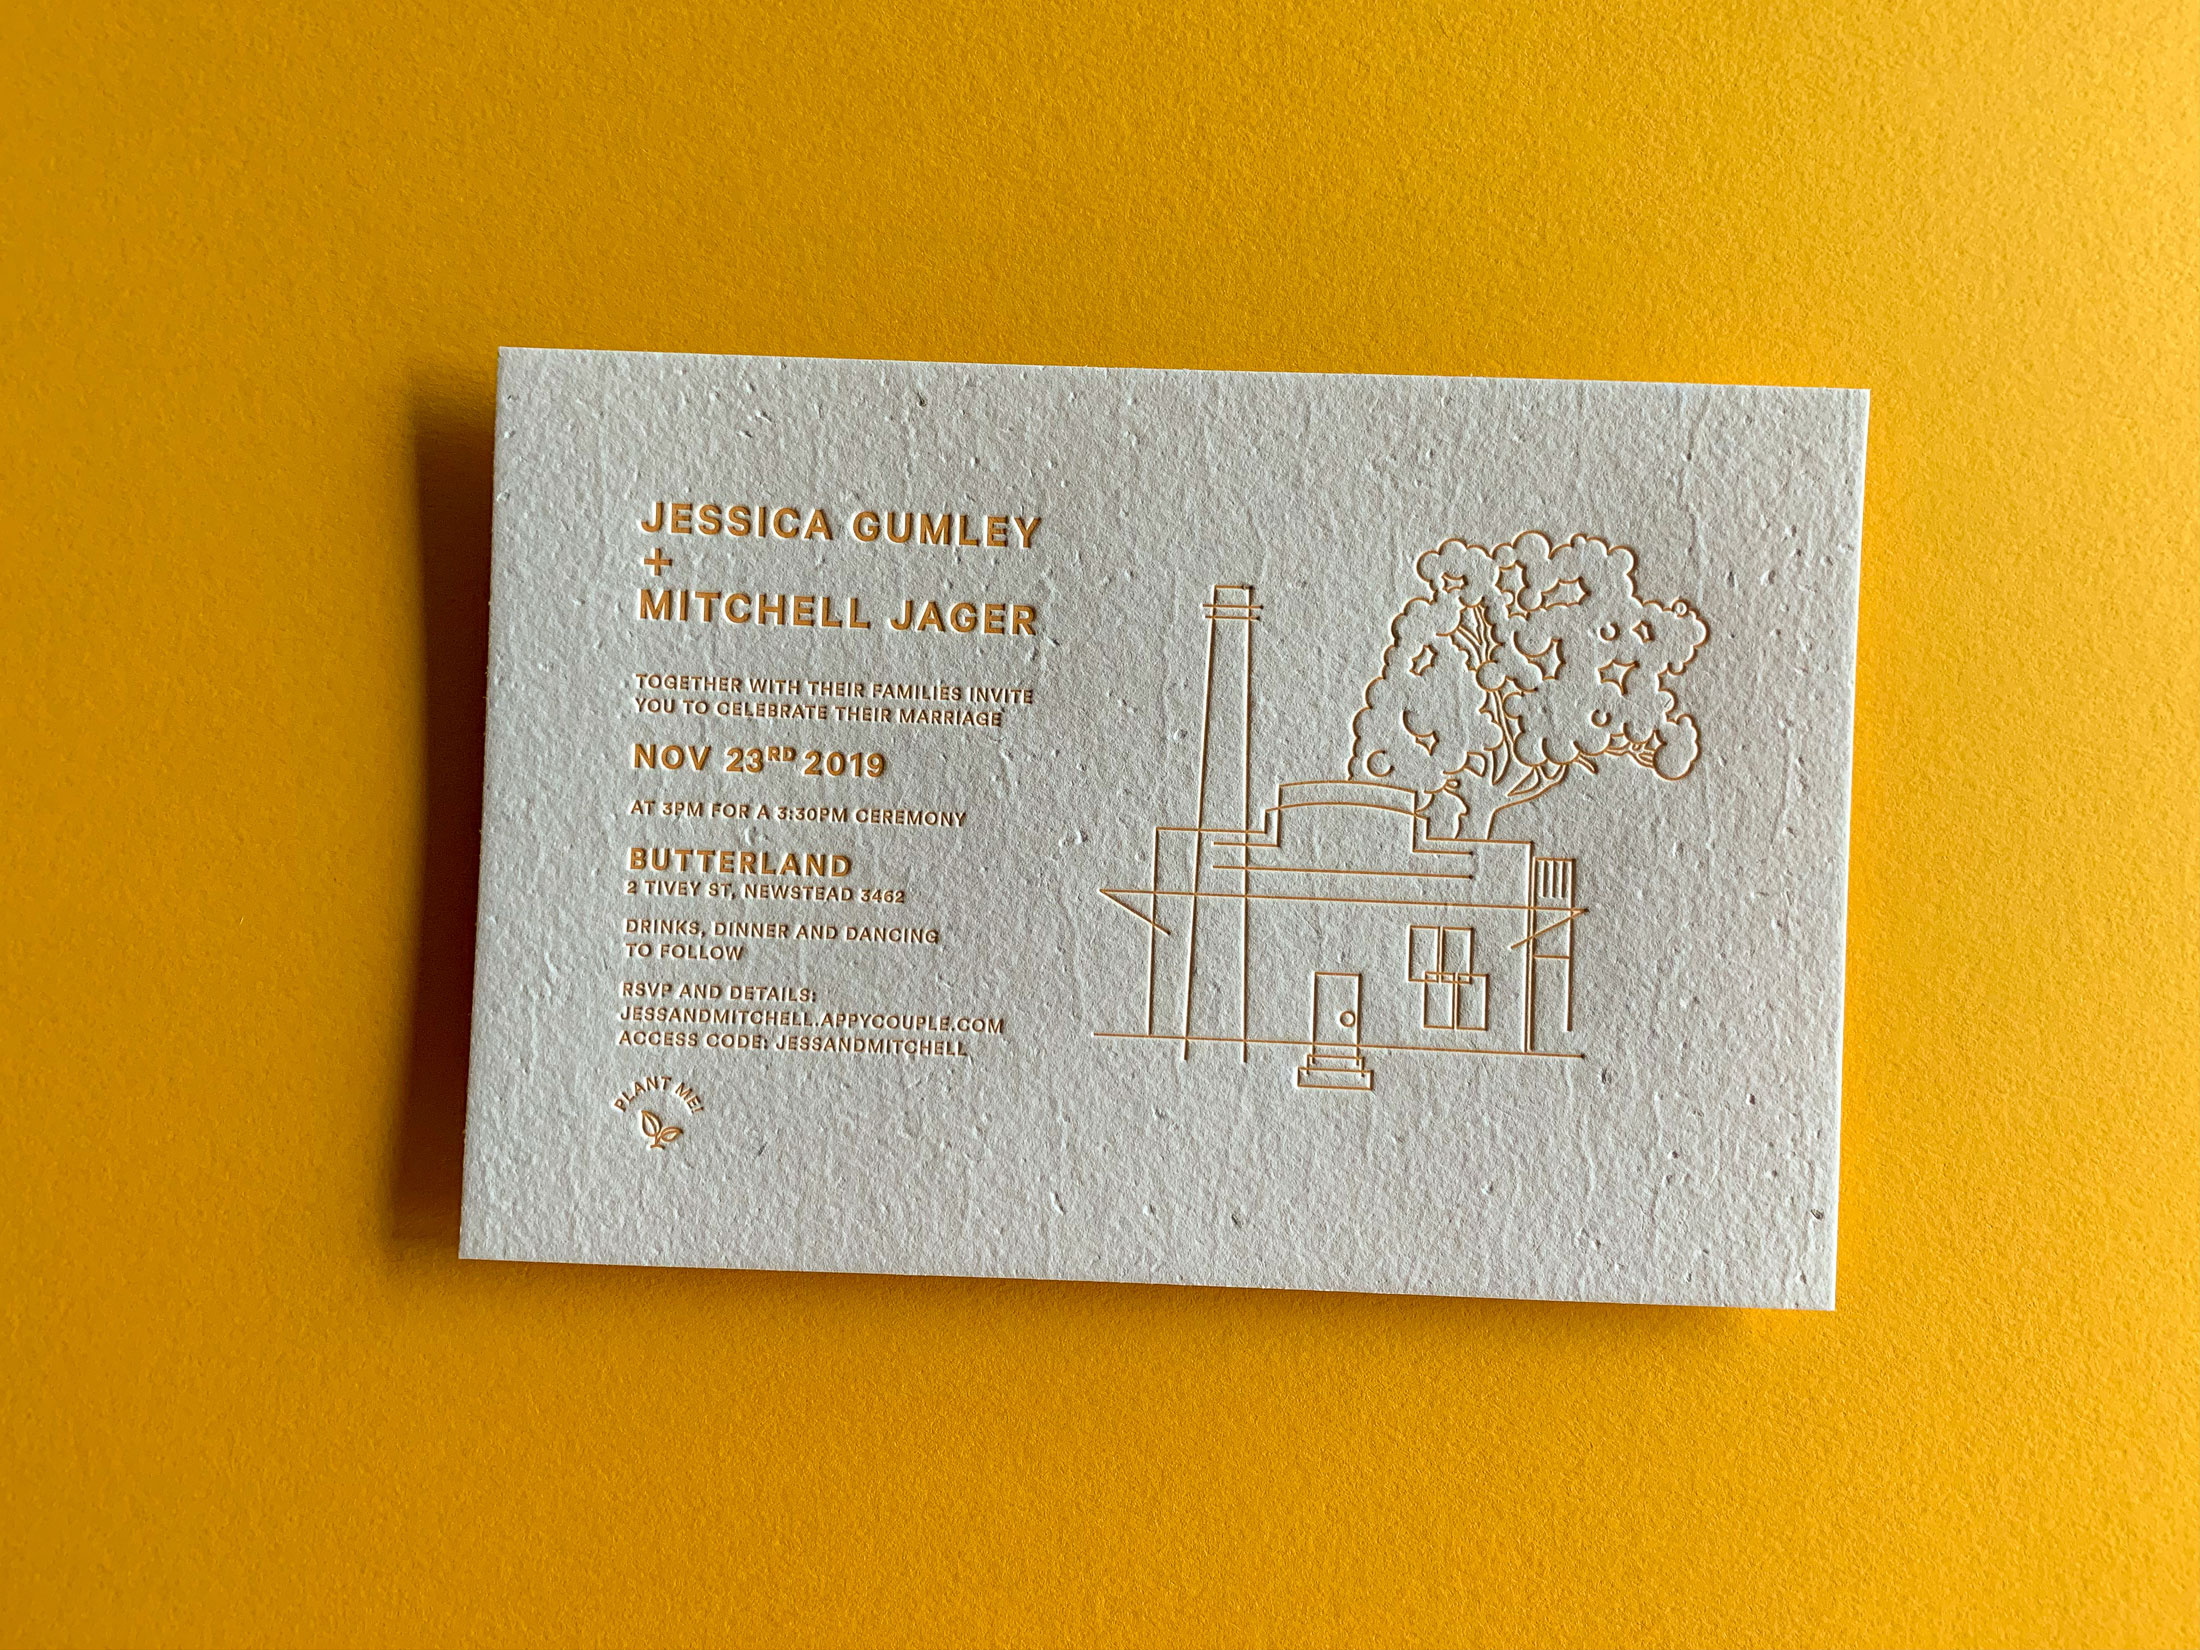 JESSICA GUMLEY
+
MITCHELL JAGER
TOGETHER WITH THEIR FAMILIES INVITE
YOU TO CELEBRATE THEIR MARRIAGE
NOV 23RD 2019
AT 3PM FOR A 3:30PM CEREMONY
BUTTERLAND
2 TIVEY ST, NEWSTEAD 3462
DRINKS, DINNER AND DANCING
TO FOLLOW
RSVP AND DETAILS:
JESSANDMITCHELL.APPYCOUPLE.COM
ACCESS CODE: JESSANDMITCHELL
PLANT ME!